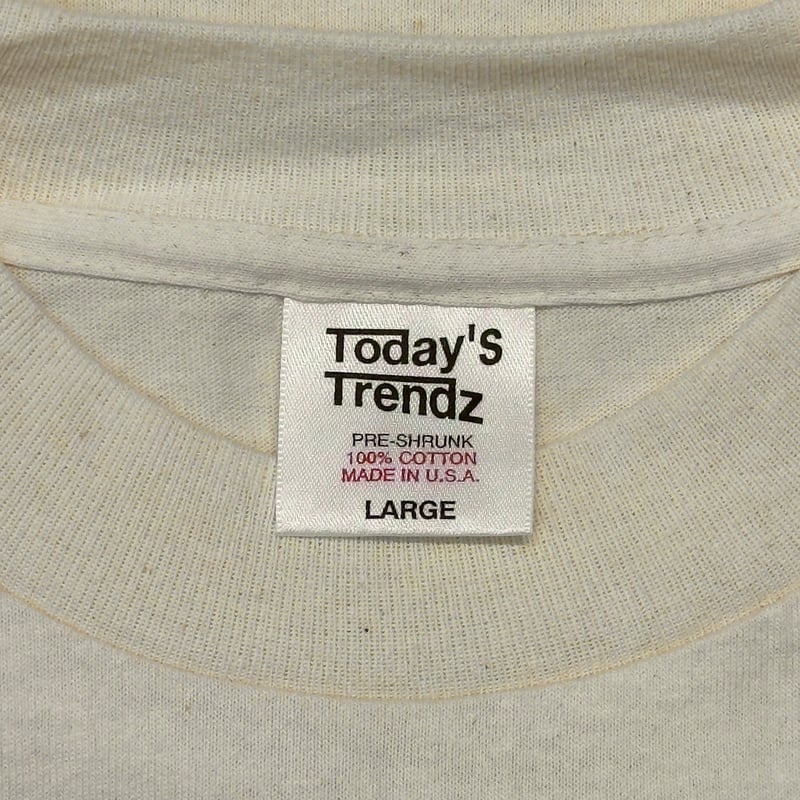 Today'S
Trendz
PRE-SHRUNK
100% COTTON
MADE IN U.S.A.
LARGE